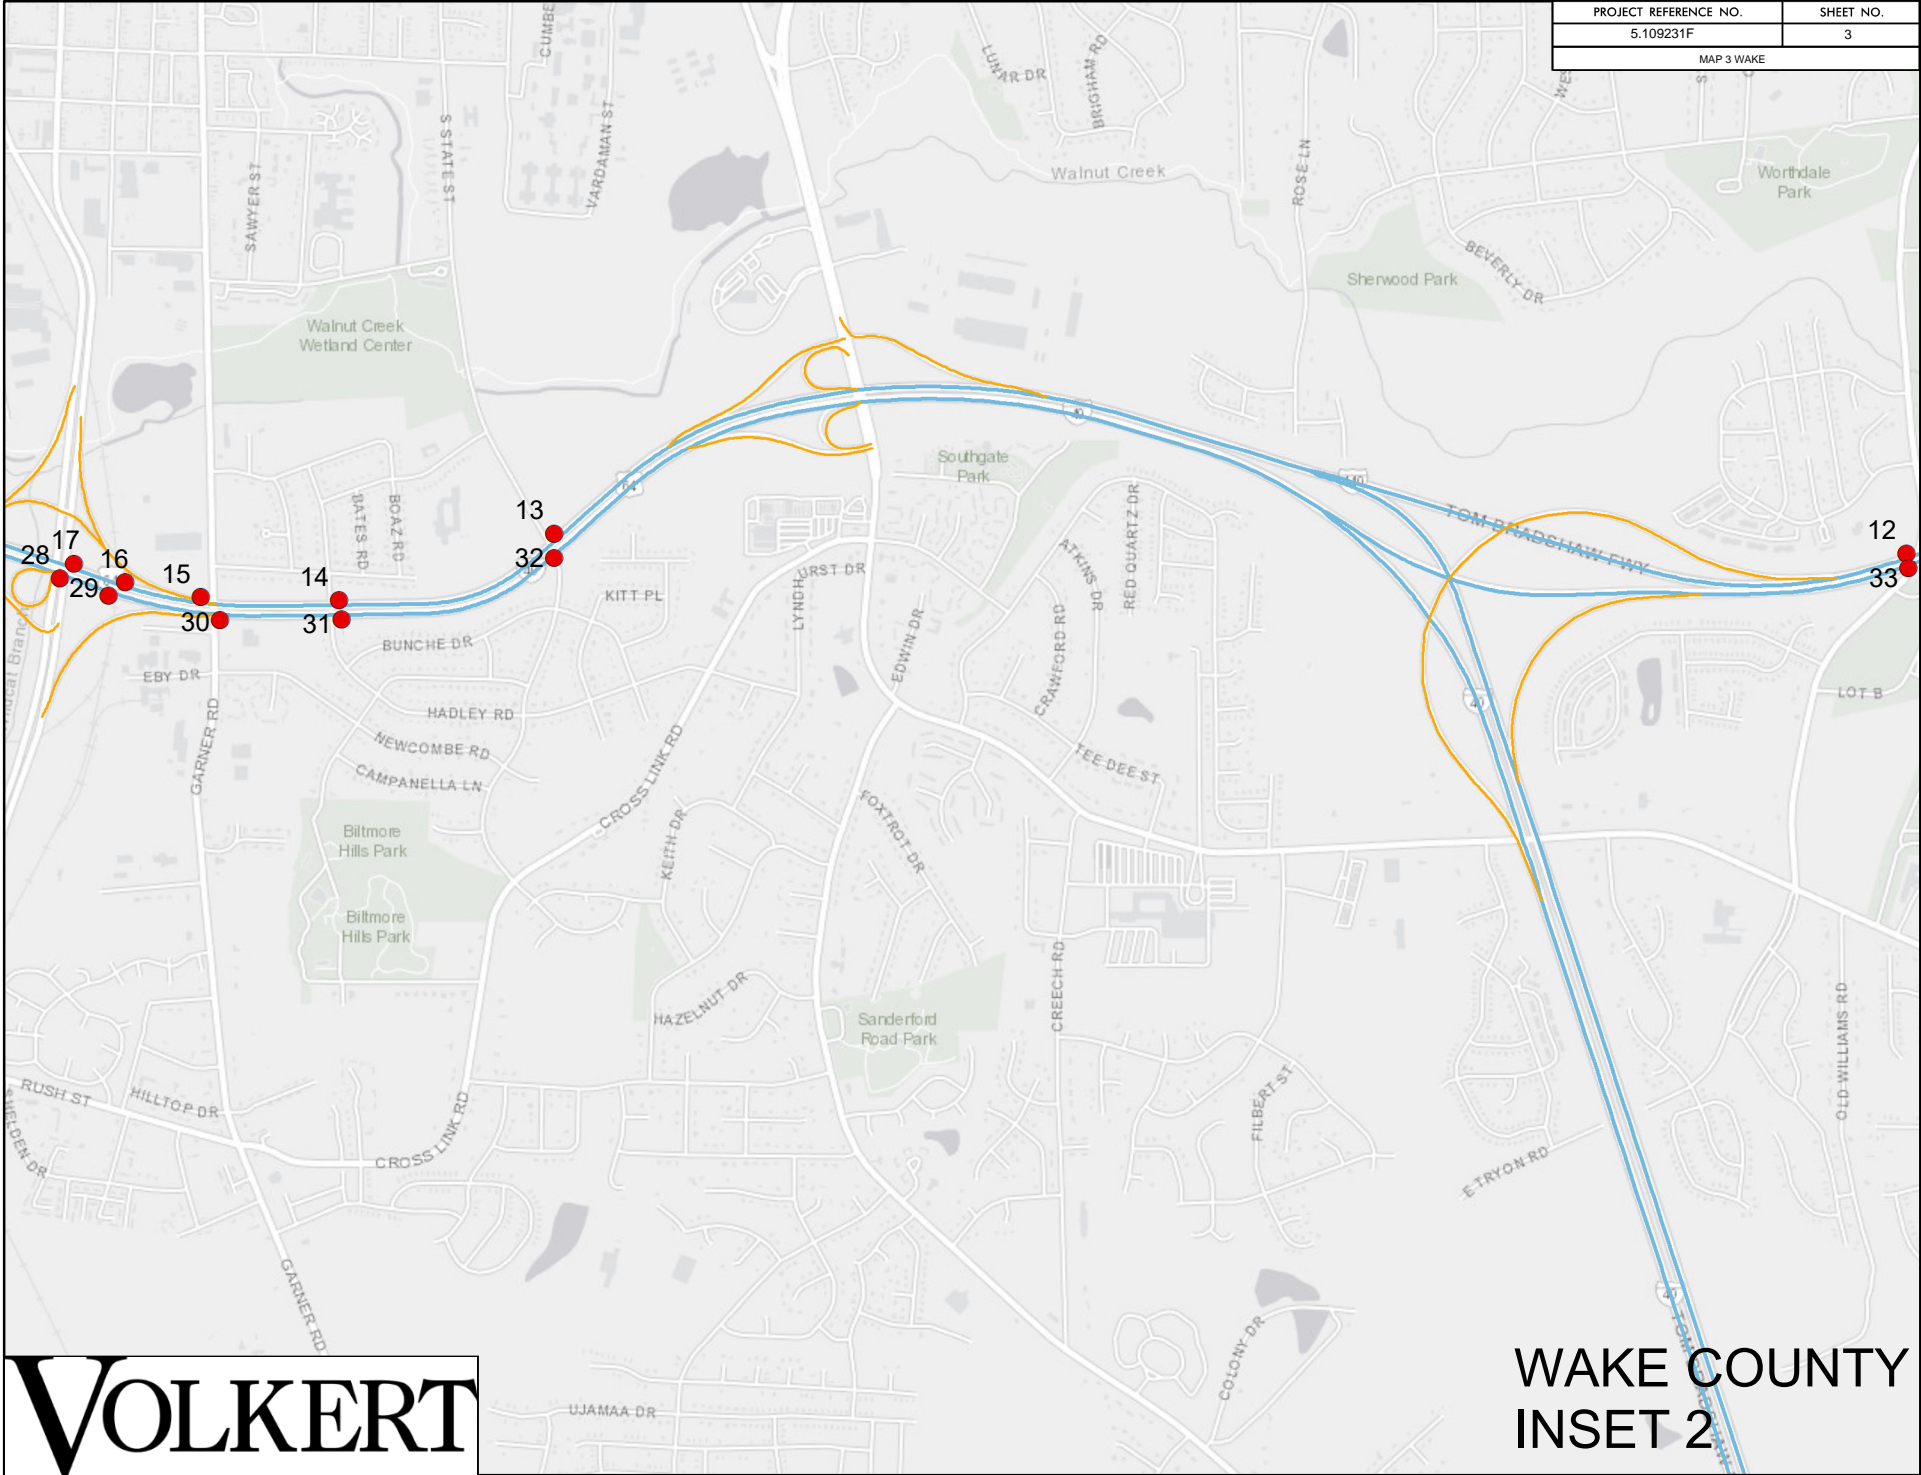 PROJECT REFERENCE NO. SHEET NO.
5.109231F 3
MAP 3 WAKE
LUNAR DR
BRIGHAM RD
SAWYER ST
S STATE ST
VARDAMAN ST
Walnut Creek
ROSE LN
Worthdale
Park
BEVERLY DR
Sherwood Park
Walnut Creek
Wetland Center
40
Southgate
Park
64
440
BATES RD
BOAZ RD
RED QUARTZ DR
TOM BRADSHAW FWY
13
32
17
28
16
29
15
14
30
31
12
33
ATKINS DR
LYNDHURST DR
KITT PL
BUNCHE DR
EDWIN DR
CRAWFORD RD
EBY DR
HADLEY RD
GARNER RD
NEWCOMBE RD
CAMPANELLA LN
CROSS LINK RD
TEE DEE ST
40
LOT B
KEITH DR
FOXTROT DR
Biltmore
Hills Park
Biltmore
Hills Park
HAZELNUT DR
CREECH RD
Sanderford
Road Park
OLD WILLIAMS RD
RUSH ST
HILLTOP DR
CROSS LINK RD
FILBERT ST
E TRYON RD
GARNER RD
40
COLONY DR
UJAMAA DR
VOLKERT
WAKE COUNTY
INSET 2